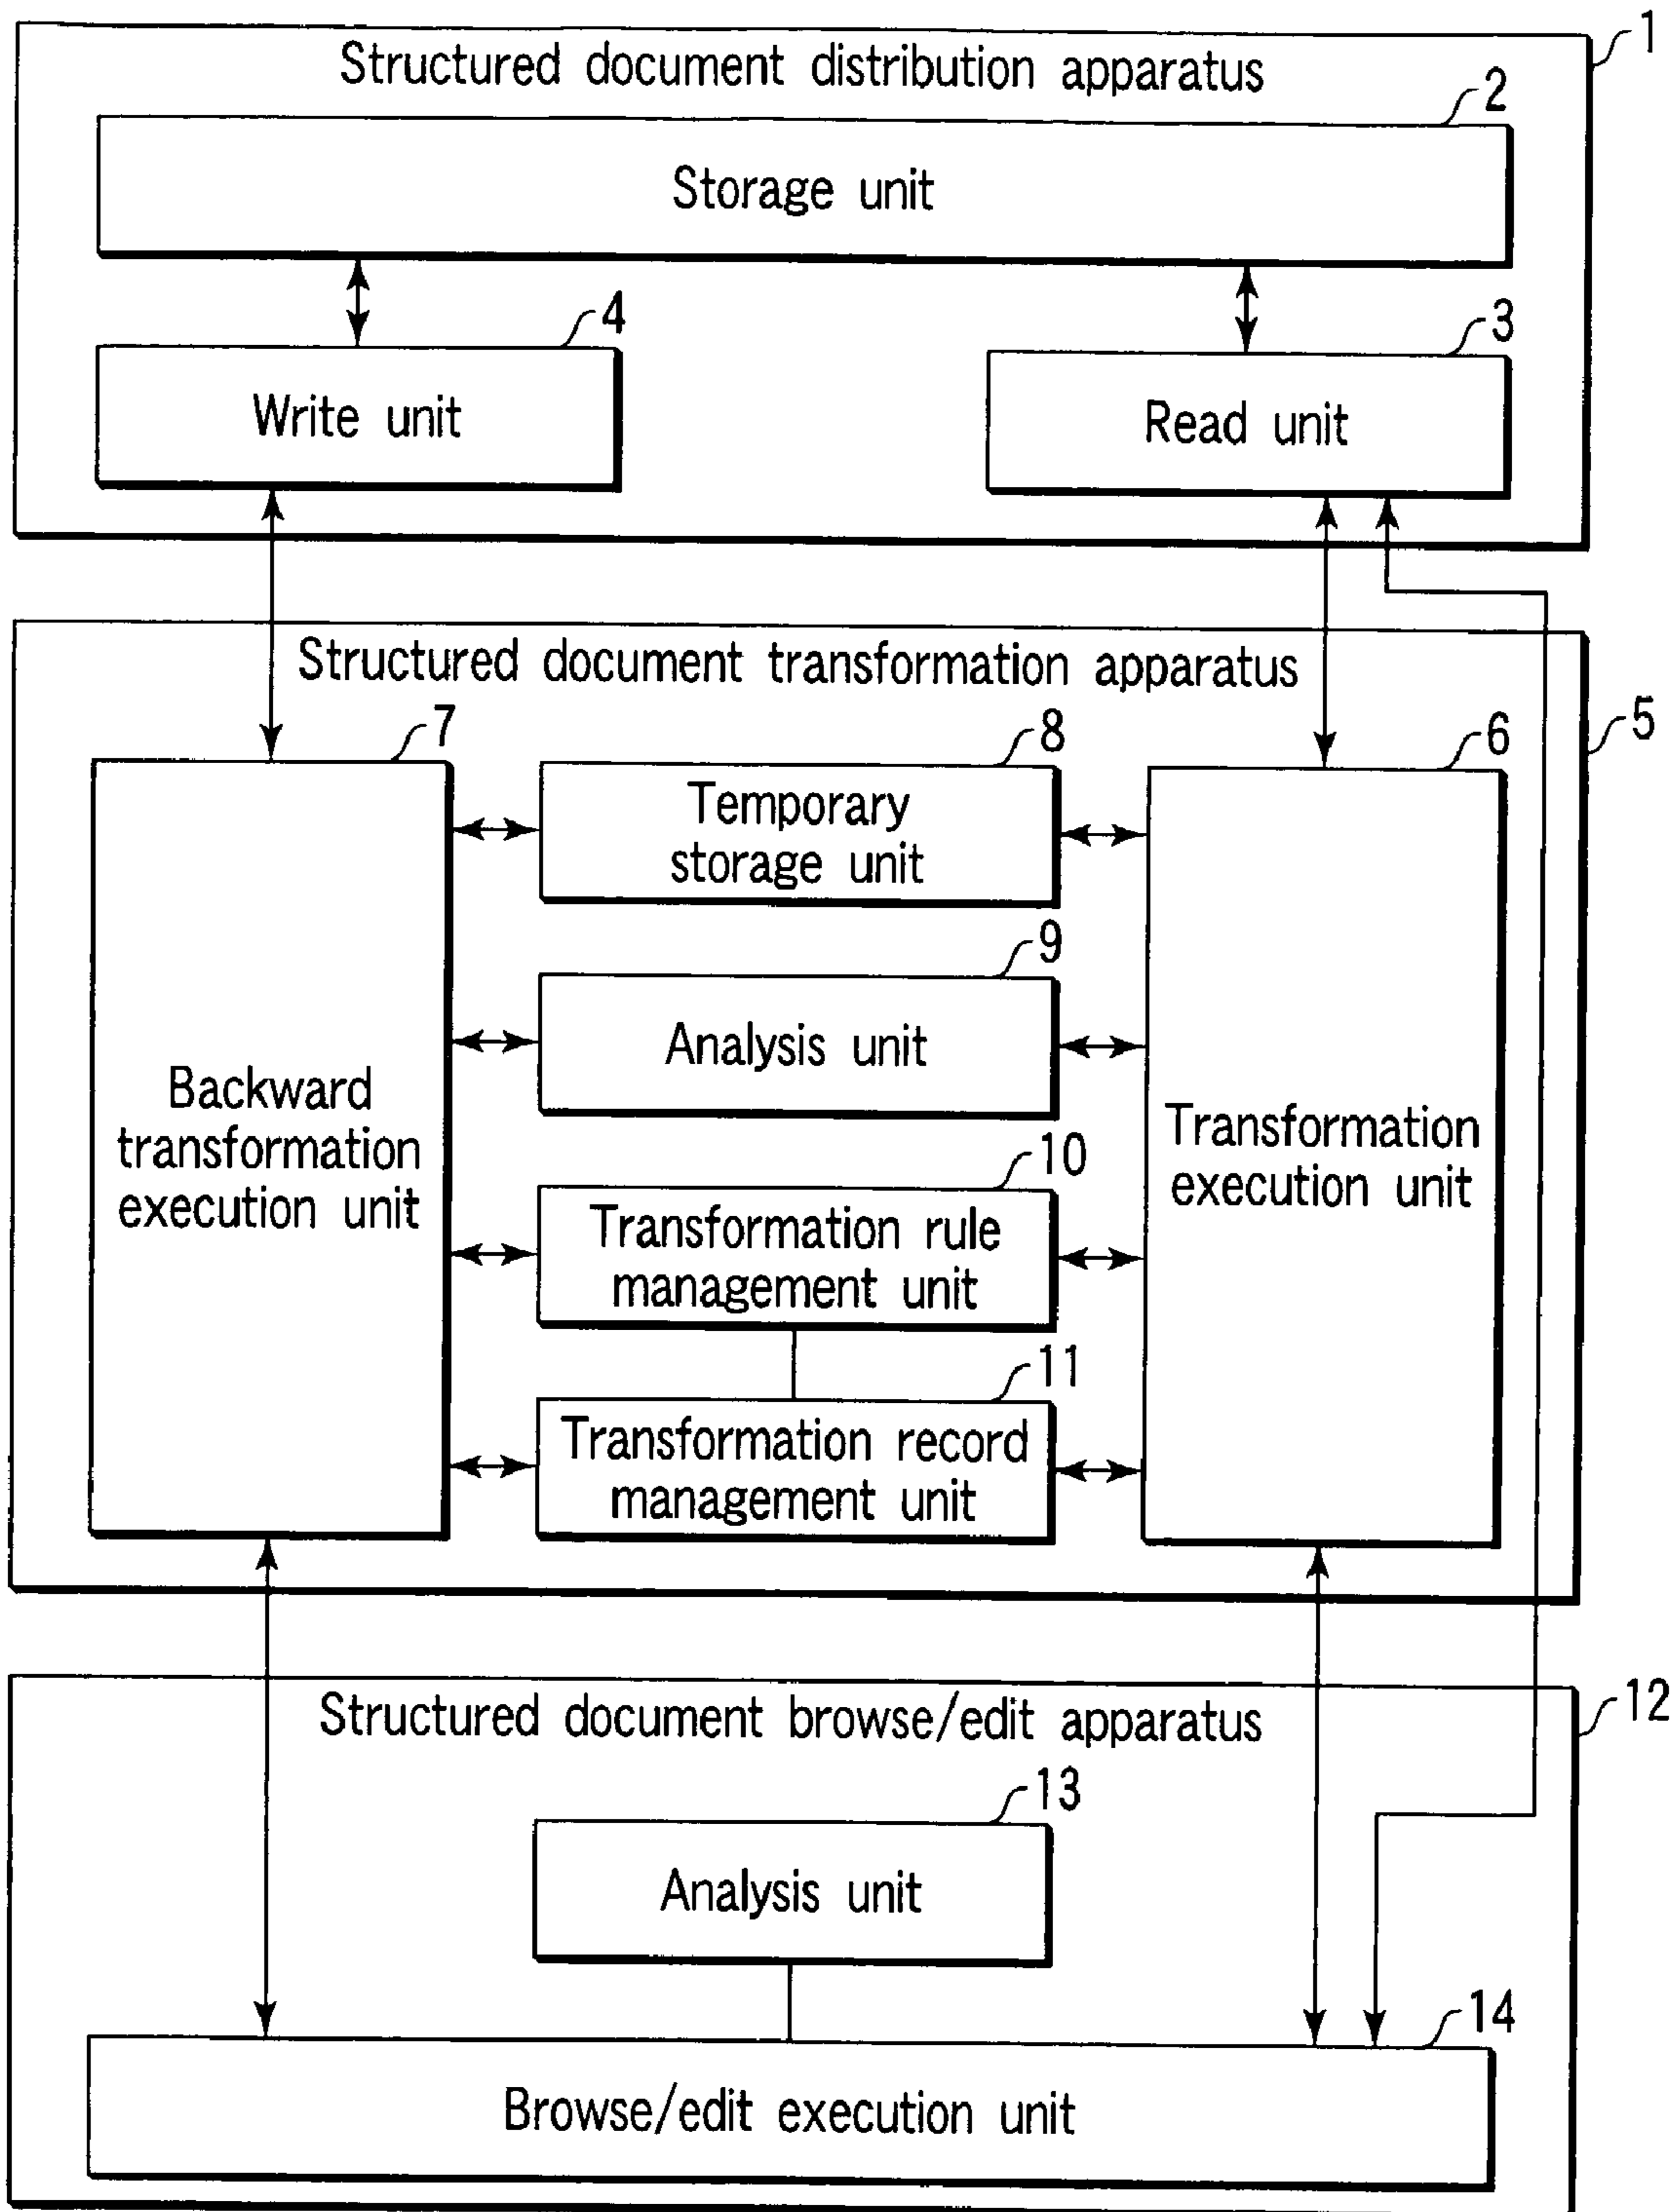 Structured document distribution apparatus
1
2
Storage unit
4
3
Write unit
Read unit
Structured document transformation apparatus
5
7
8
6
Temporary
storage unit
9
Analysis unit
Backward
transformation
execution unit
Transformation
execution unit
10
Transformation rule
management unit
11
Transformation record
management unit
Structured document browse/edit apparatus
12
13
Analysis unit
14
Browse/edit execution unit